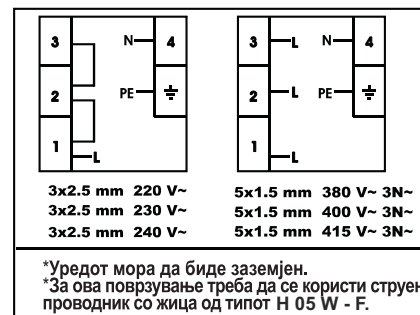 3 N 4 3 L N 4
2 PE 2 L PE
1 L 1 L
3x2.5 mm 220 V~ 5x1.5 mm 380 V~ 3N~
3x2.5 mm 230 V~ 5x1.5 mm 400 V~ 3N~
3x2.5 mm 240 V~ 5x1.5 mm 415 V~ 3N~
*Уредот мора да биде заземјен.
*За ова поврзување треба да се користи струен
проводник со жица од типот H 05 W - F.